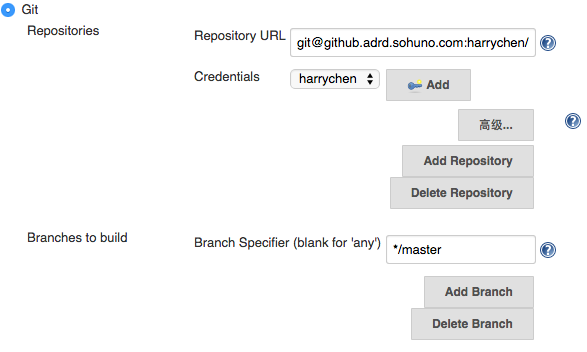 Git
Repositories
Repository URL
git@github.adrd.sohuno.com:harrychen/
Credentials
harrychen
Add
高级...
Add Repository
Delete Repository
Branches to build
Branch Specifier (blank for 'any')
*/master
Add Branch
Delete Branch